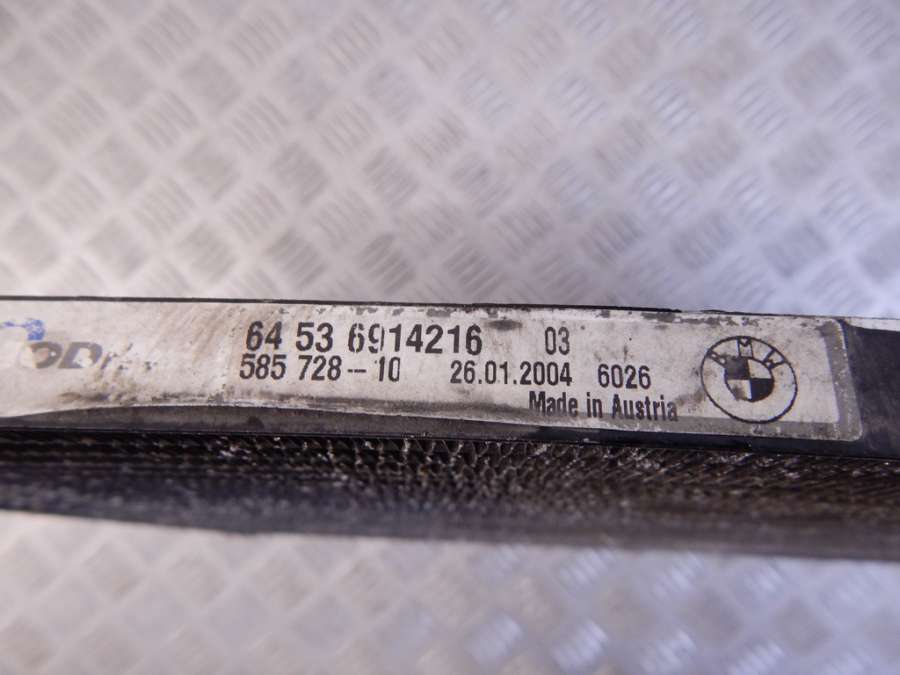 64 53 6914216 03
585 728-10 26.01.2004 6026
Made in Austria
BMW